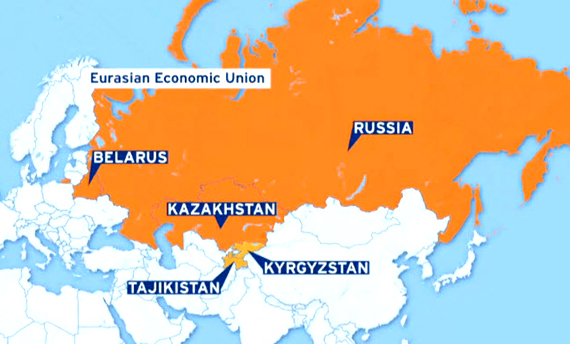 Eurasian Economic Union
RUSSIA
BELARUS
KAZAKHSTAN
KYRGYZSTAN
TAJIKISTAN